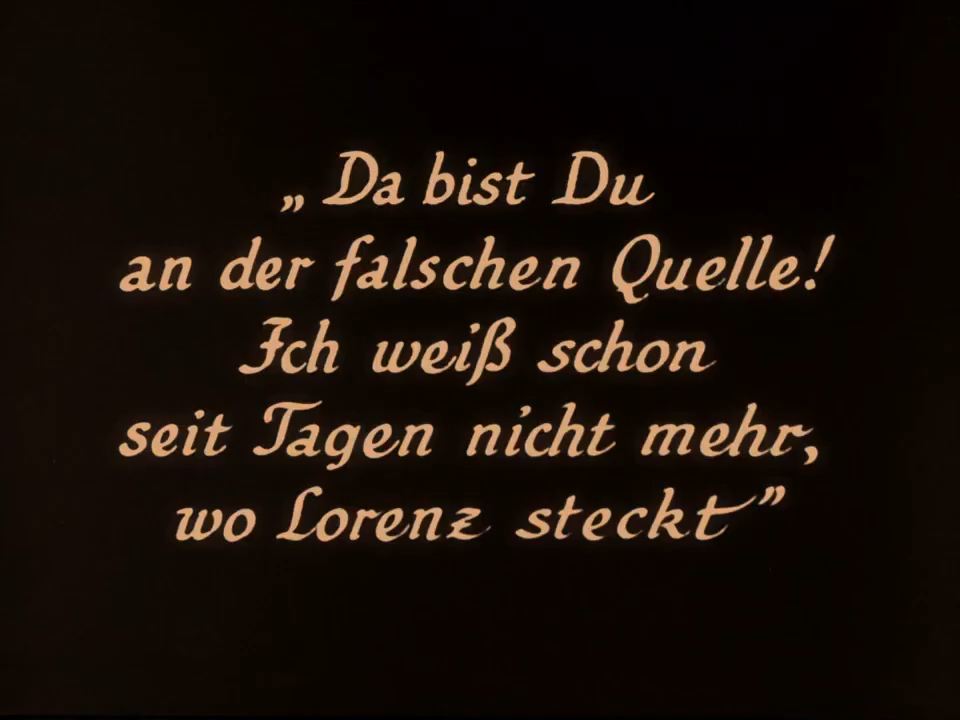 „Da bist Du
an der falschen Quelle!
Ich weiß schon
seit Tagen nicht mehr,
wo Lorenz steckt”